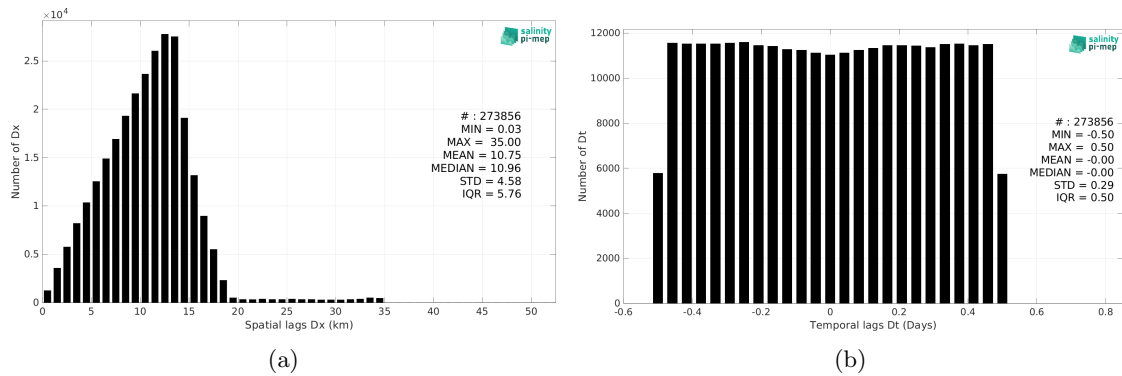 ×10⁴
2.5
2
1.5
1
0.5
0
0 5 10 15 20 25 30 35 40 45 50
Number of Dx
Spatial lags Dx (km)
salinity
pi-mep
# : 273856
MIN = 0.03
MAX = 35.00
MEAN = 10.75
MEDIAN = 10.96
STD = 4.58
IQR = 5.76
(a)
12000
10000
8000
6000
4000
2000
0
-0.6 -0.4 -0.2 0 0.2 0.4 0.6 0.8
Number of Dt
Temporal lags Dt (Days)
salinity
pi-mep
# : 273856
MIN = -0.50
MAX = 0.50
MEAN = -0.00
MEDIAN = -0.00
STD = 0.29
IQR = 0.50
(b)